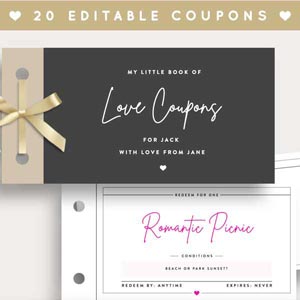 20 EDITABLE COUPONS
MY LITTLE BOOK OF
Love Coupons
FOR JACK
WITH LOVE FROM JANE
REDEEM FOR ONE
Romantic Picnic
CONDITIONS
BEACH OR PARK SUNSET?
REDEEM BY: ANYTIME
EXPIRES: NEVER